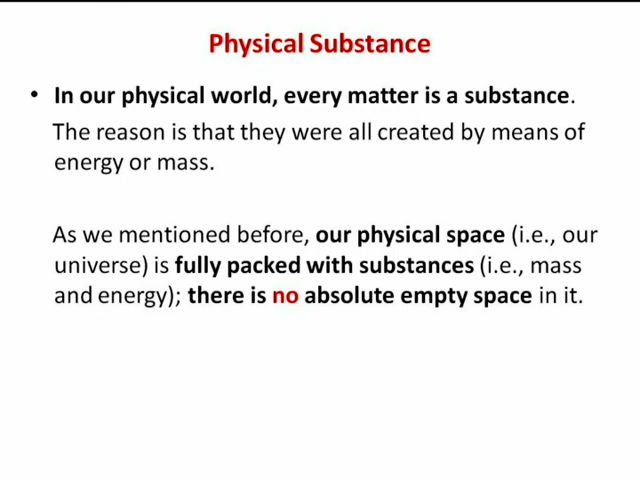 Physical Substance
• In our physical world, every matter is a substance.
The reason is that they were all created by means of
energy or mass.
As we mentioned before, our physical space (i.e., our
universe) is fully packed with substances (i.e., mass
and energy); there is no absolute empty space in it.